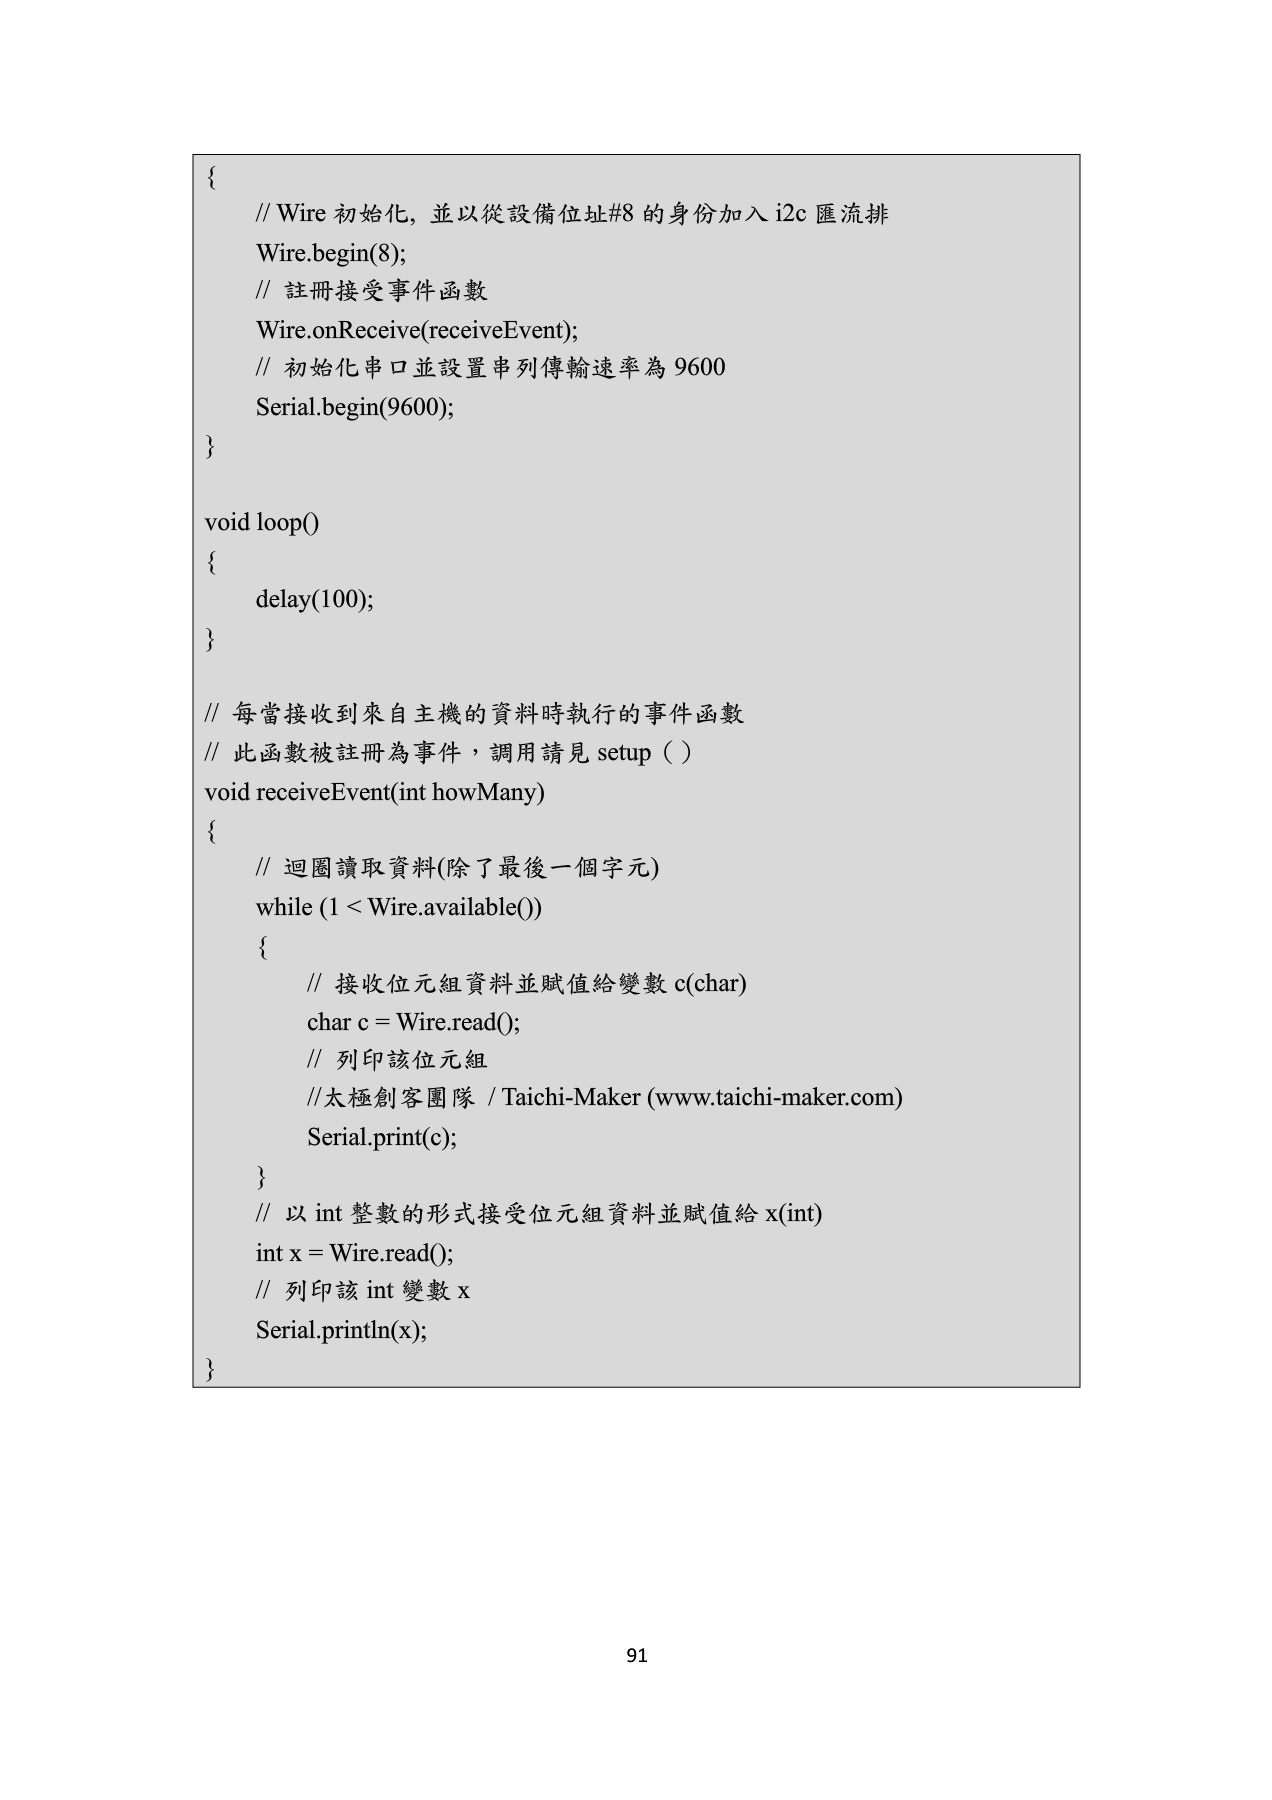 {
// Wire 初始化, 並以從設備位址#8 的身份加入 i2c 匯流排
Wire.begin(8);
// 註冊接受事件函數
Wire.onReceive(receiveEvent);
// 初始化串口並設置串列傳輸速率為 9600
Serial.begin(9600);
}
void loop()
{
delay(100);
}
// 每當接收到來自主機的資料時執行的事件函數
// 此函數被註冊為事件，調用請見 setup（）
void receiveEvent(int howMany)
{
// 迴圈讀取資料(除了最後一個字元)
while (1 < Wire.available())
{
// 接收位元組資料並賦值給變數 c(char)
char c = Wire.read();
// 列印該位元組
//太極創客團隊 / Taichi-Maker (www.taichi-maker.com)
Serial.print(c);
}
// 以 int 整數的形式接受位元組資料並賦值給 x(int)
int x = Wire.read();
// 列印該 int 變數 x
Serial.println(x);
}
91